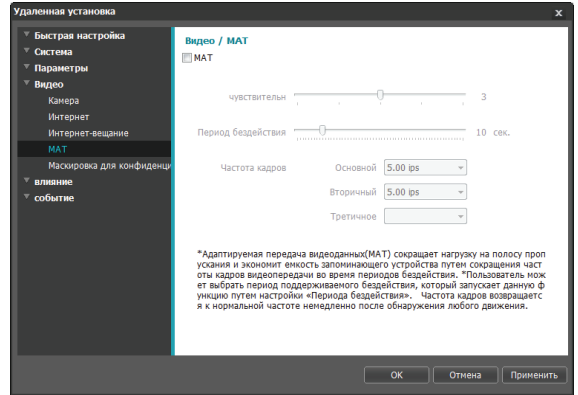 Удаленная установка
x
Быстрая настройка
Система
Параметры
Видео
Камера
Интернет
Интернет-вещание
MAT
Маскировка для конфиденци
влияние
событие
Видео / MAT
MAT
чувствительн 3
Период бездействия 10 сек.
Частота кадров Основной 5.00 ips
Вторичный 5.00 ips
Третичное
*Адаптируемая передача видеоданных(MAT) сокращает нагрузку на полосу проп
ускания и экономит емкость запоминающего устройства путем сокращения част
оты кадров видеопередачи во время периодов бездействия. *Пользователь мож
ет выбрать период поддерживаемого бездействия, который запускает данную ф
ункцию путем настройки «Периода бездействия». Частота кадров возвращаетс
я к нормальной частоте немедленно после обнаружения любого движения.
OK Отмена Применить